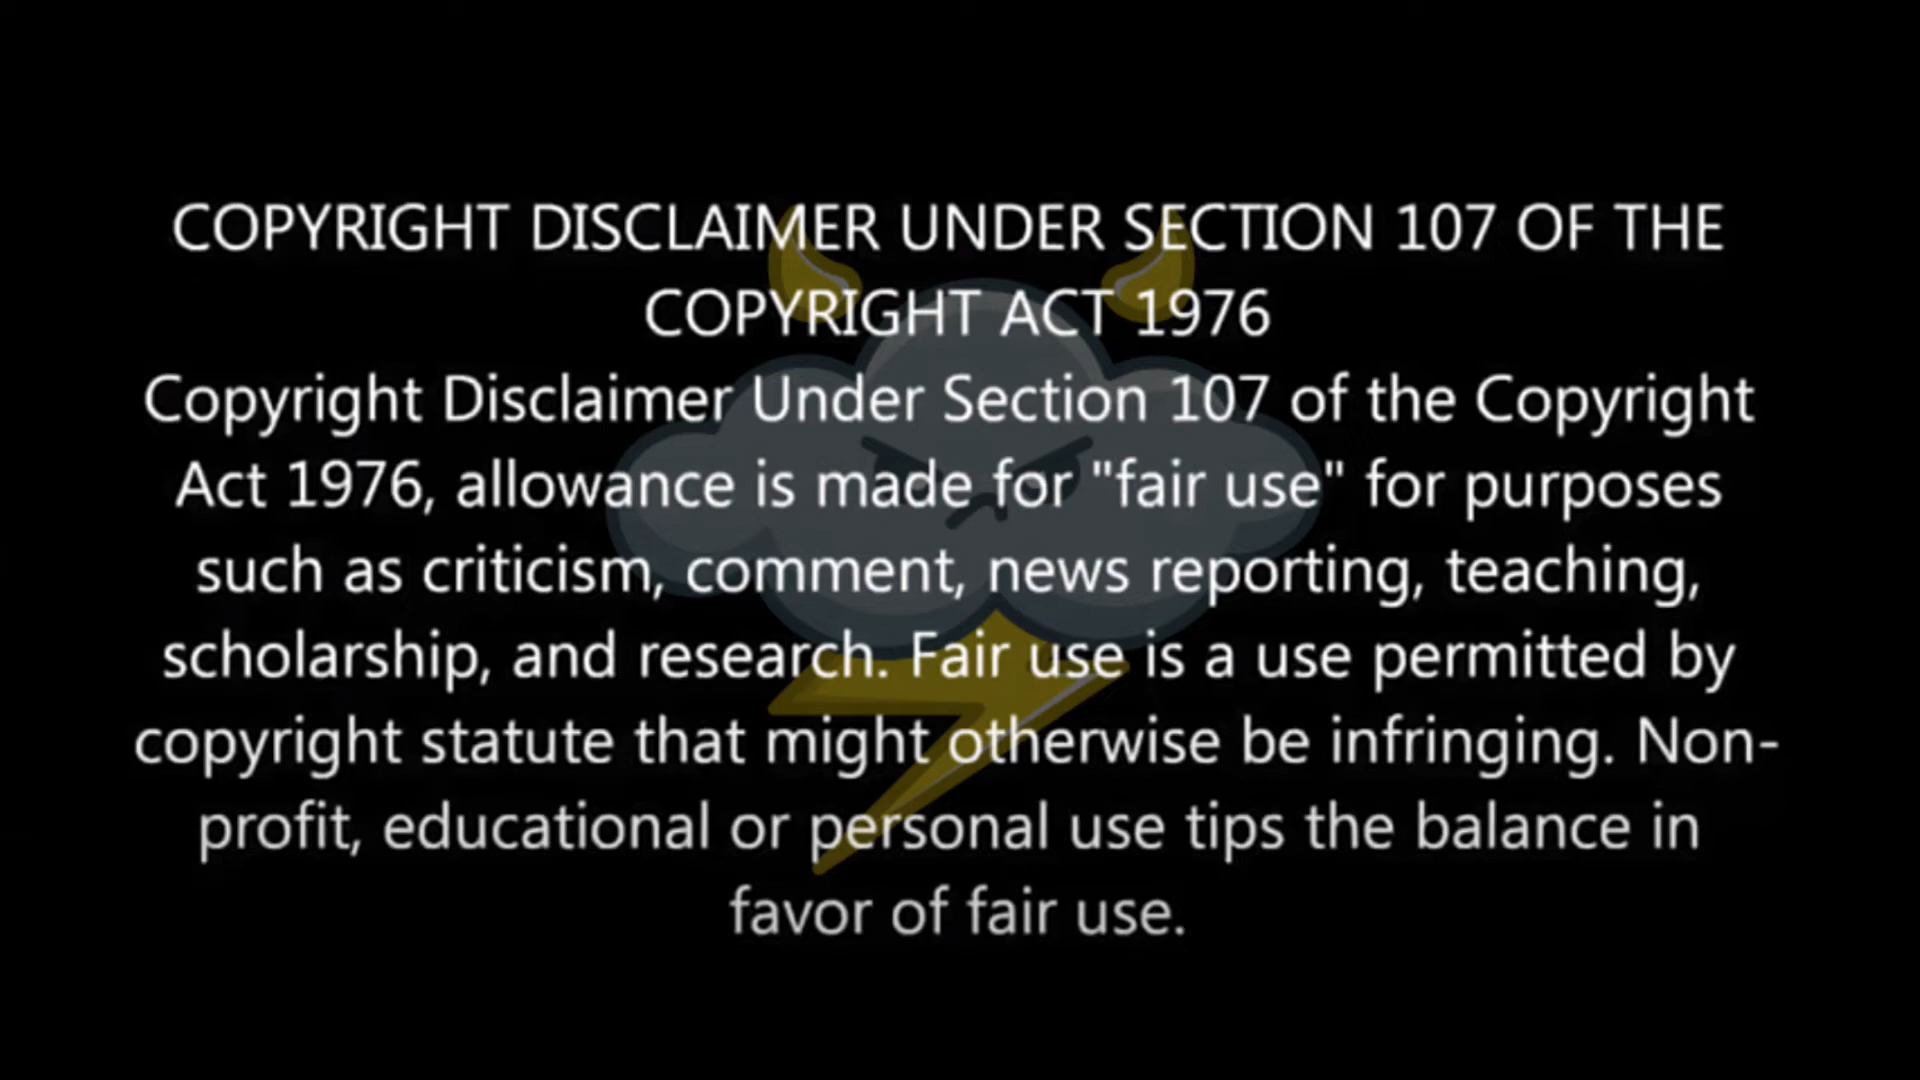 COPYRIGHT DISCLAIMER UNDER SECTION 107 OF THE
COPYRIGHT ACT 1976
Copyright Disclaimer Under Section 107 of the Copyright
Act 1976, allowance is made for "fair use" for purposes
such as criticism, comment, news reporting, teaching,
scholarship, and research. Fair use is a use permitted by
copyright statute that might otherwise be infringing. Non-
profit, educational or personal use tips the balance in
favor of fair use.